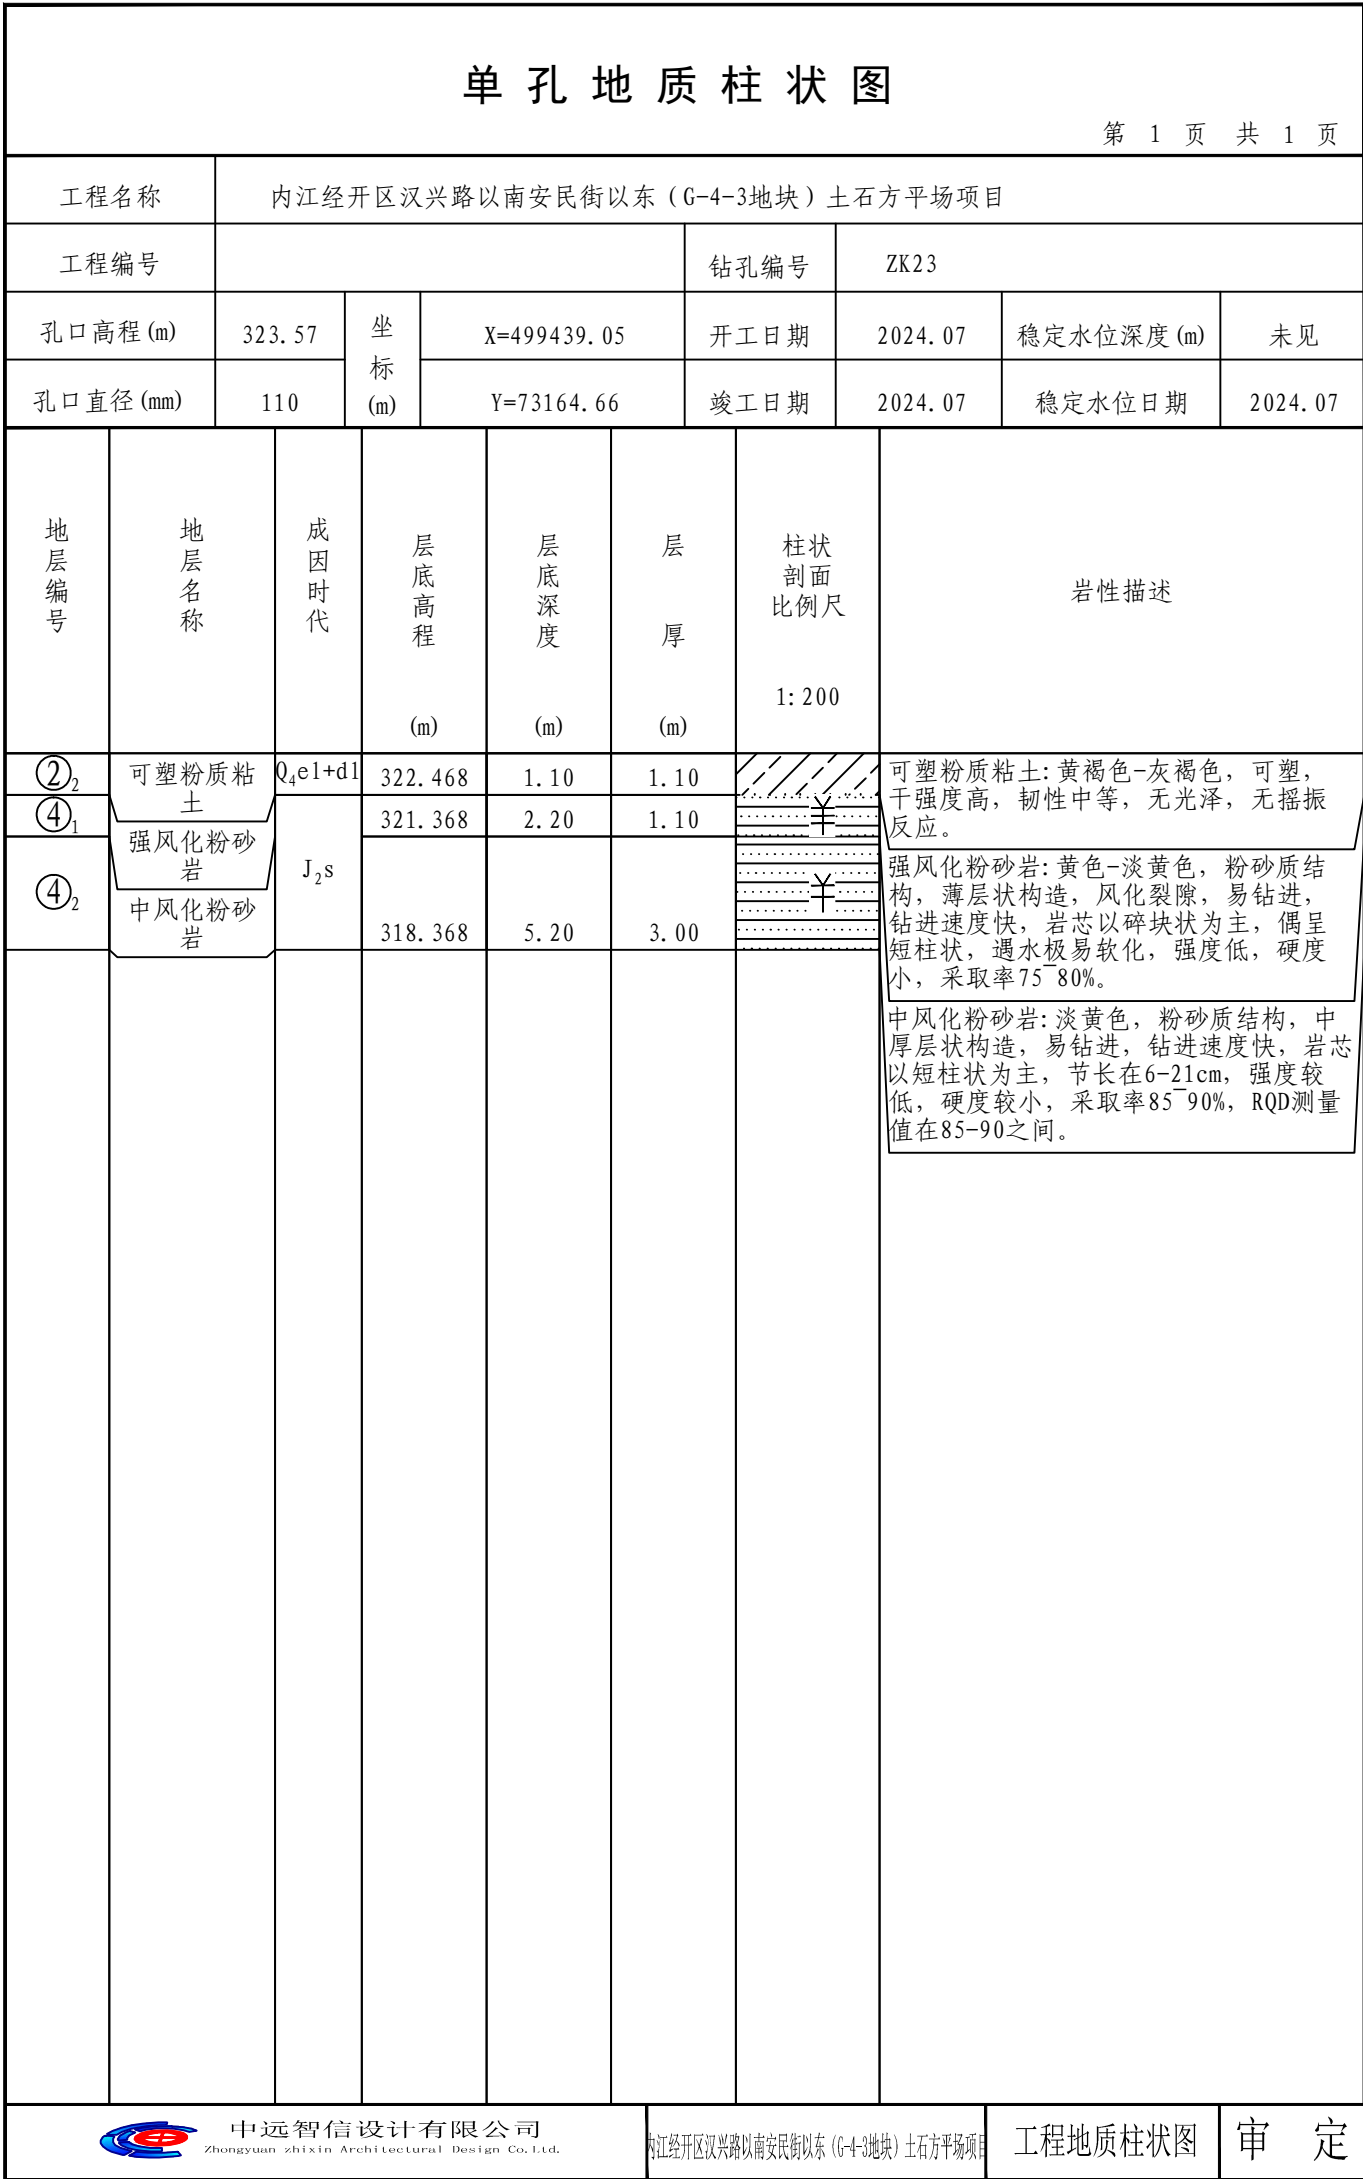 单孔地质柱状图
第 1 页 共 1 页
工程名称 内江经开区汉兴路以南安民街以东（G-4-3地块）土石方平场项目
工程编号 钻孔编号 ZK23
孔口高程(m) 323.57 坐标(m) X=499439.05 开工日期 2024.07 稳定水位深度(m) 未见
孔口直径(mm) 110 Y=73164.66 竣工日期 2024.07 稳定水位日期 2024.07
地层编号 地层名称 成因时代 层底高程(m) 层底深度(m) 层厚(m) 柱状剖面比例尺 1:200 岩性描述
②₂ 可塑粉质粘土 Q₄el+dl 322.468 1.10 1.10
可塑粉质粘土:黄褐色-灰褐色，可塑，
干强度高，韧性中等，无光泽，无摇振
反应。
④₁ 强风化粉砂岩 J₂s 321.368 2.20 1.10
强风化粉砂岩:黄色-淡黄色，粉砂质结
构，薄层状构造，风化裂隙，易钻进，
钻进速度快，岩芯以碎块状为主，偶呈
短柱状，遇水极易软化，强度低，硬度
小，采取率75‾80%。
④₂ 中风化粉砂岩 318.368 5.20 3.00
中风化粉砂岩:淡黄色，粉砂质结构，中
厚层状构造，易钻进，钻进速度快，岩芯
以短柱状为主，节长在6-21cm，强度较
低，硬度较小，采取率85‾90%，RQD测量
值在85-90之间。
中远智信设计有限公司
Zhongyuan zhixin Architectural Design Co.Ltd.
内江经开区汉兴路以南安民街以东（G-4-3地块）土石方平场项目
工程地质柱状图
审 定